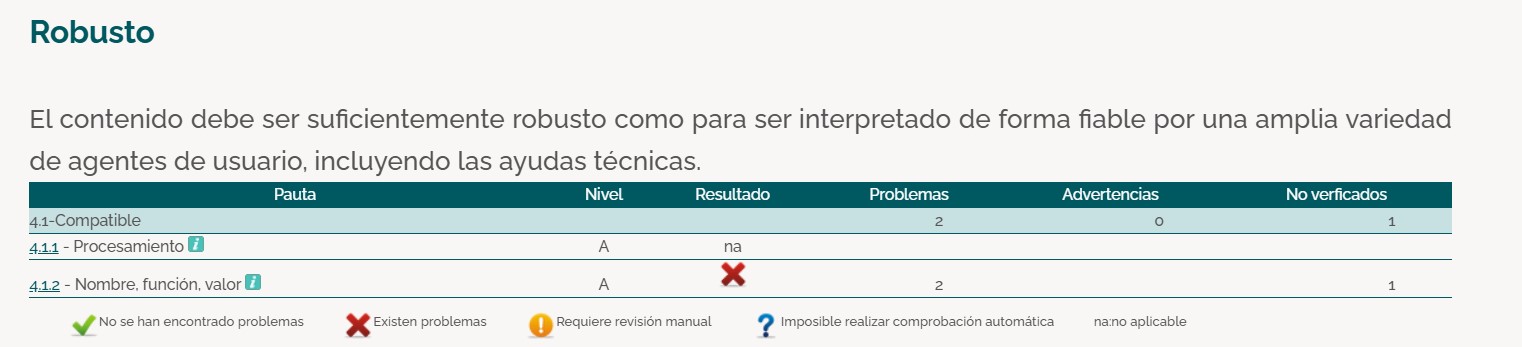 Robusto
El contenido debe ser suficientemente robusto como para ser interpretado de forma fiable por una amplia variedad
de agentes de usuario, incluyendo las ayudas técnicas.
Pauta Nivel Resultado Problemas Advertencias No verficados
4.1-Compatible 2 0 1
4.1.1 - Procesamiento i A na
4.1.2 - Nombre, función, valor i A 2 1
No se han encontrado problemas Existen problemas ! Requiere revisión manual ? Imposible realizar comprobación automática na:no aplicable